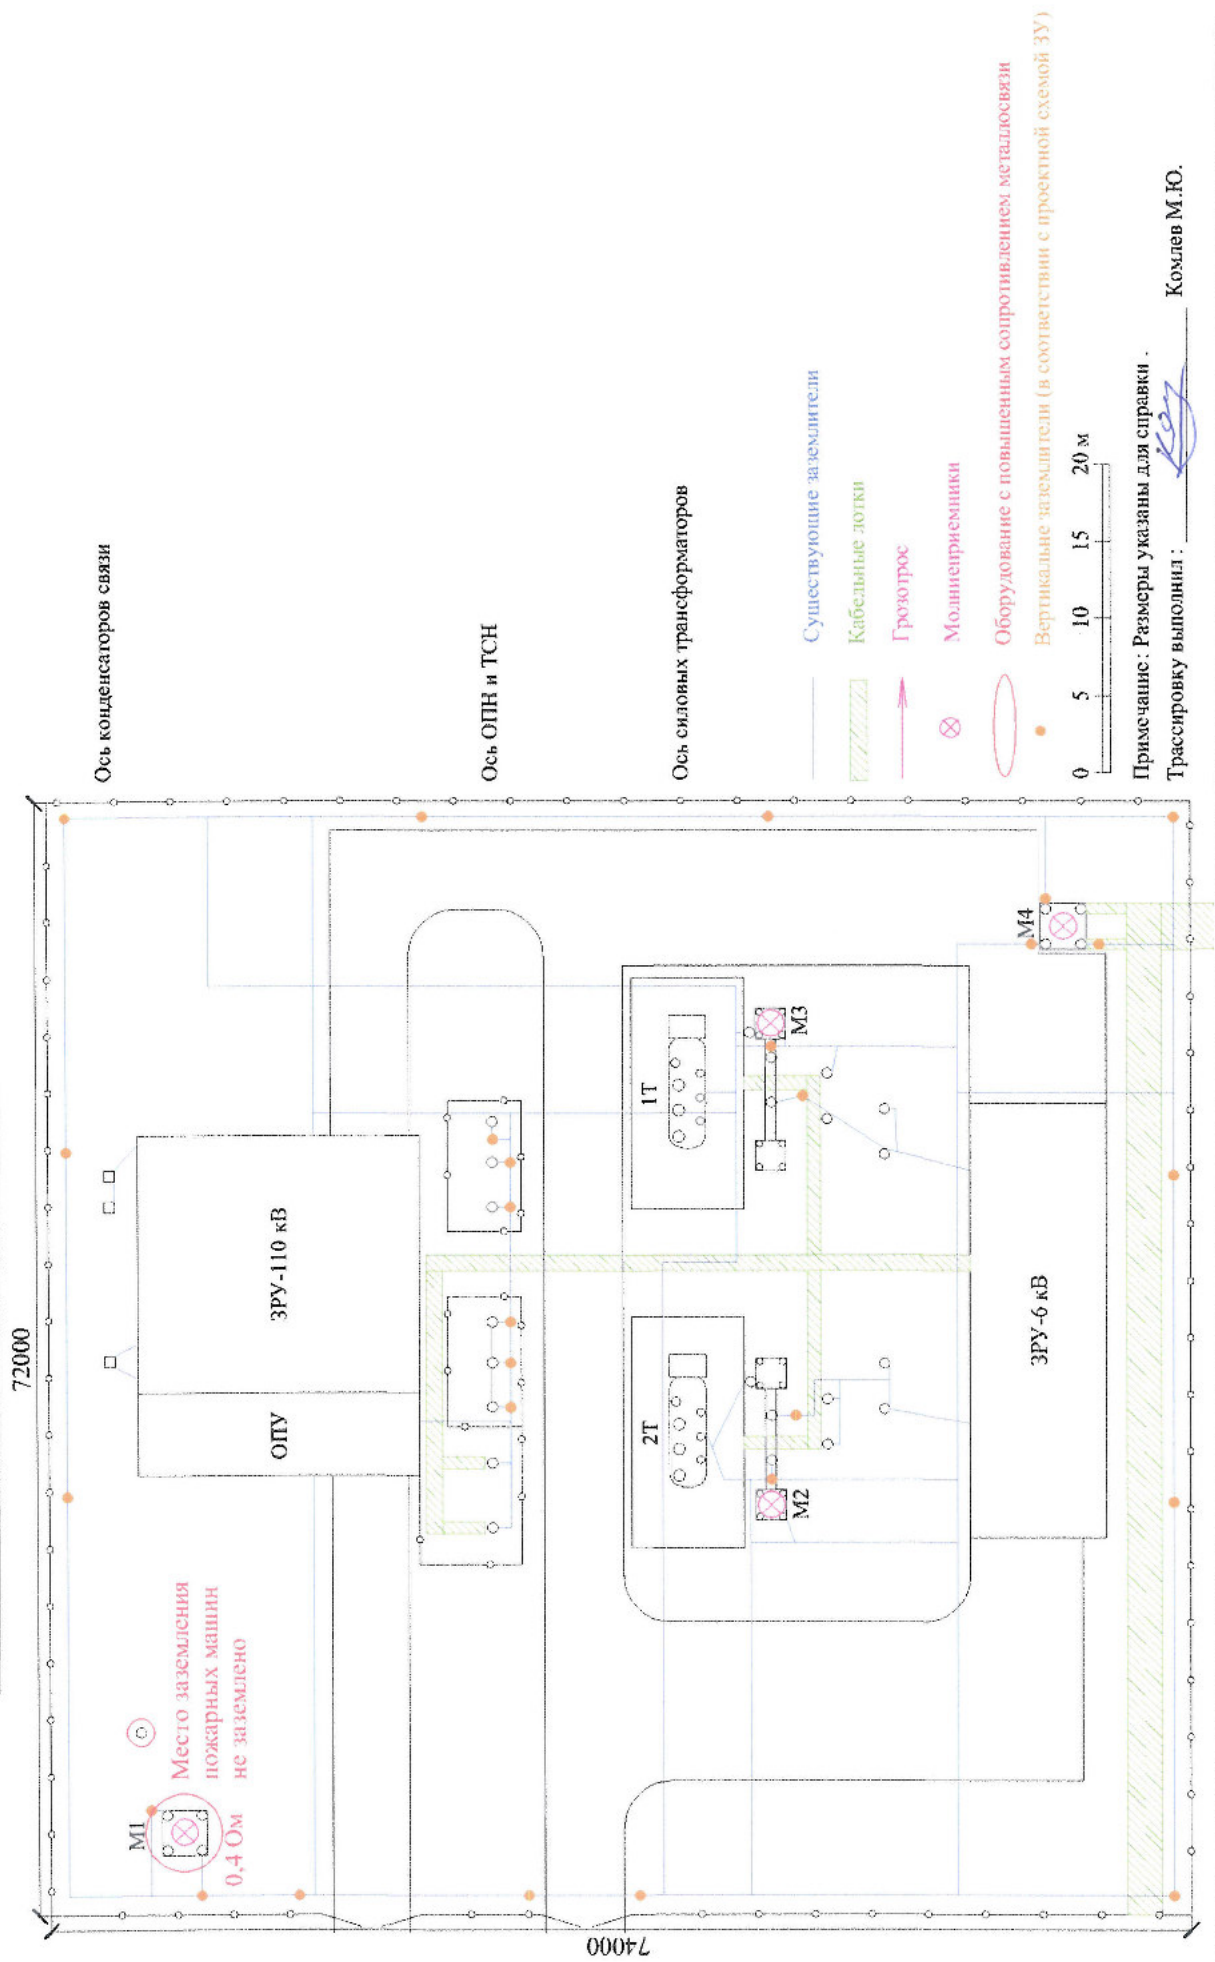 72000
74000
М1
0,4 Ом
Место заземления
пожарных машин
не заземлено
ОПУ
ЗРУ-110 кВ
2Т
1Т
М2
М3
М4
ЗРУ-6 кВ
Ось конденсаторов связи
Ось ОПН и ТСН
Ось силовых трансформаторов
Существующие заземлители
Кабельные лотки
Грозотрос
Молниеприемники
Оборудование с повышенным сопротивлением металлосвязи
Вертикальне заземлители (в соответствии с проектной схемой ЗУ)
0 5 10 15 20 м
Примечание: Размеры указаны для справки .
Трассировку выполнил : Комлев М.Ю.